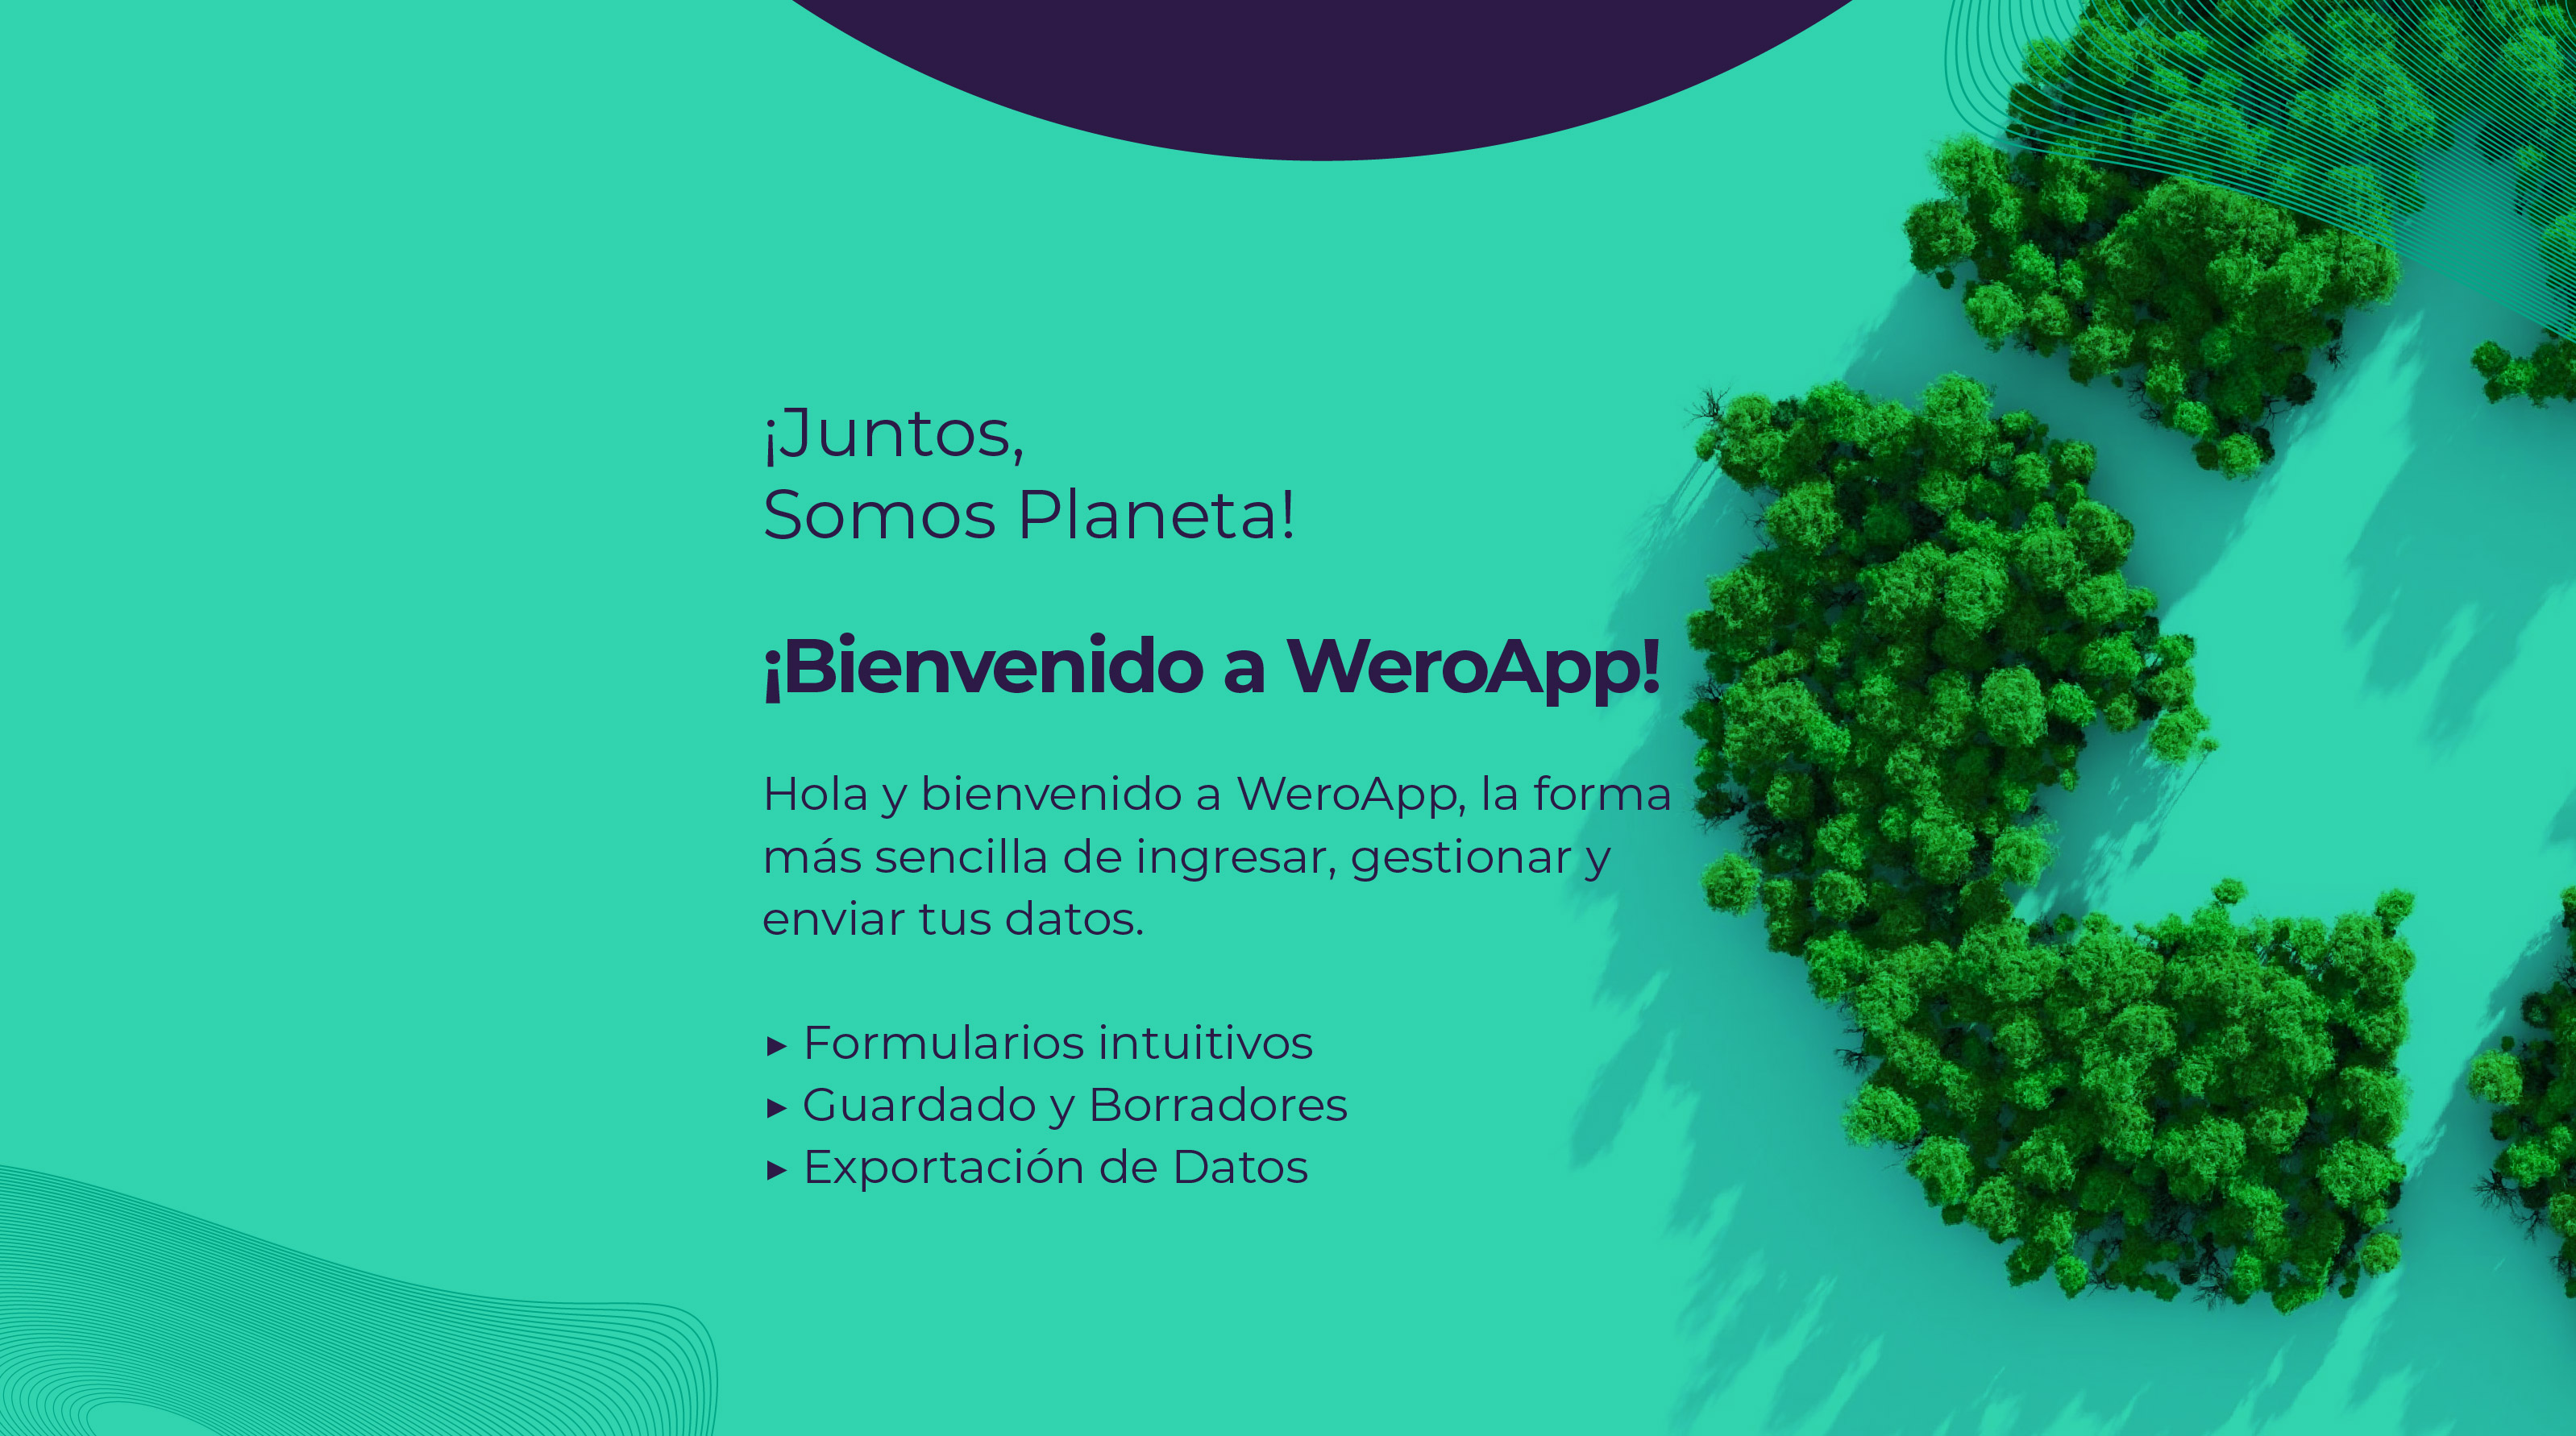 ¡Juntos,
Somos Planeta!
¡Bienvenido a WeroApp!
Hola y bienvenido a WeroApp, la forma
más sencilla de ingresar, gestionar y
enviar tus datos.
▸ Formularios intuitivos
▸ Guardado y Borradores
▸ Exportación de Datos